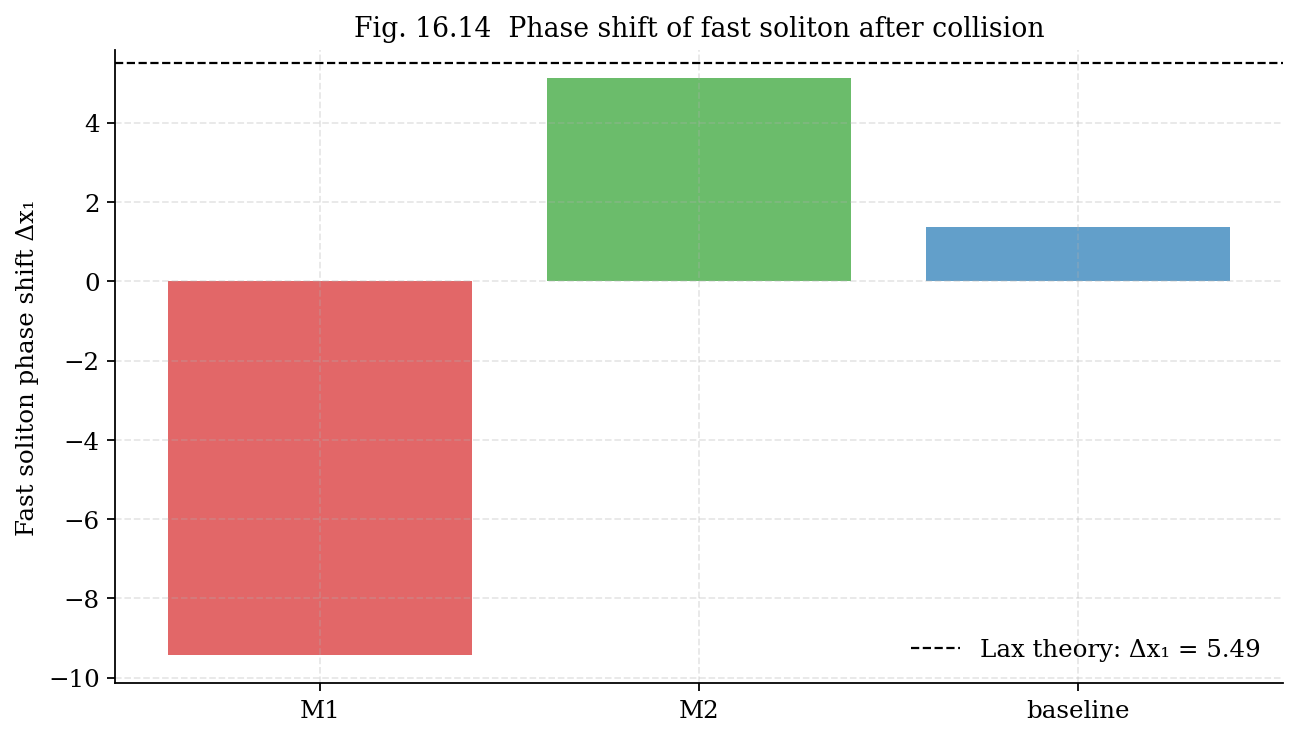 Fig. 16.14  Phase shift of fast soliton after collision
Fast soliton phase shift Δx₁
4
2
0
−2
−4
−6
−8
−10
Lax theory: Δx₁ = 5.49
M1
M2
baseline